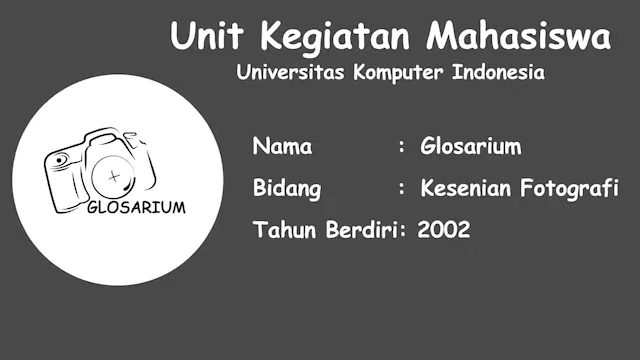 Unit Kegiatan Mahasiswa
Universitas Komputer Indonesia
GLOSARIUM
Nama : Glosarium
Bidang : Kesenian Fotografi
Tahun Berdiri: 2002